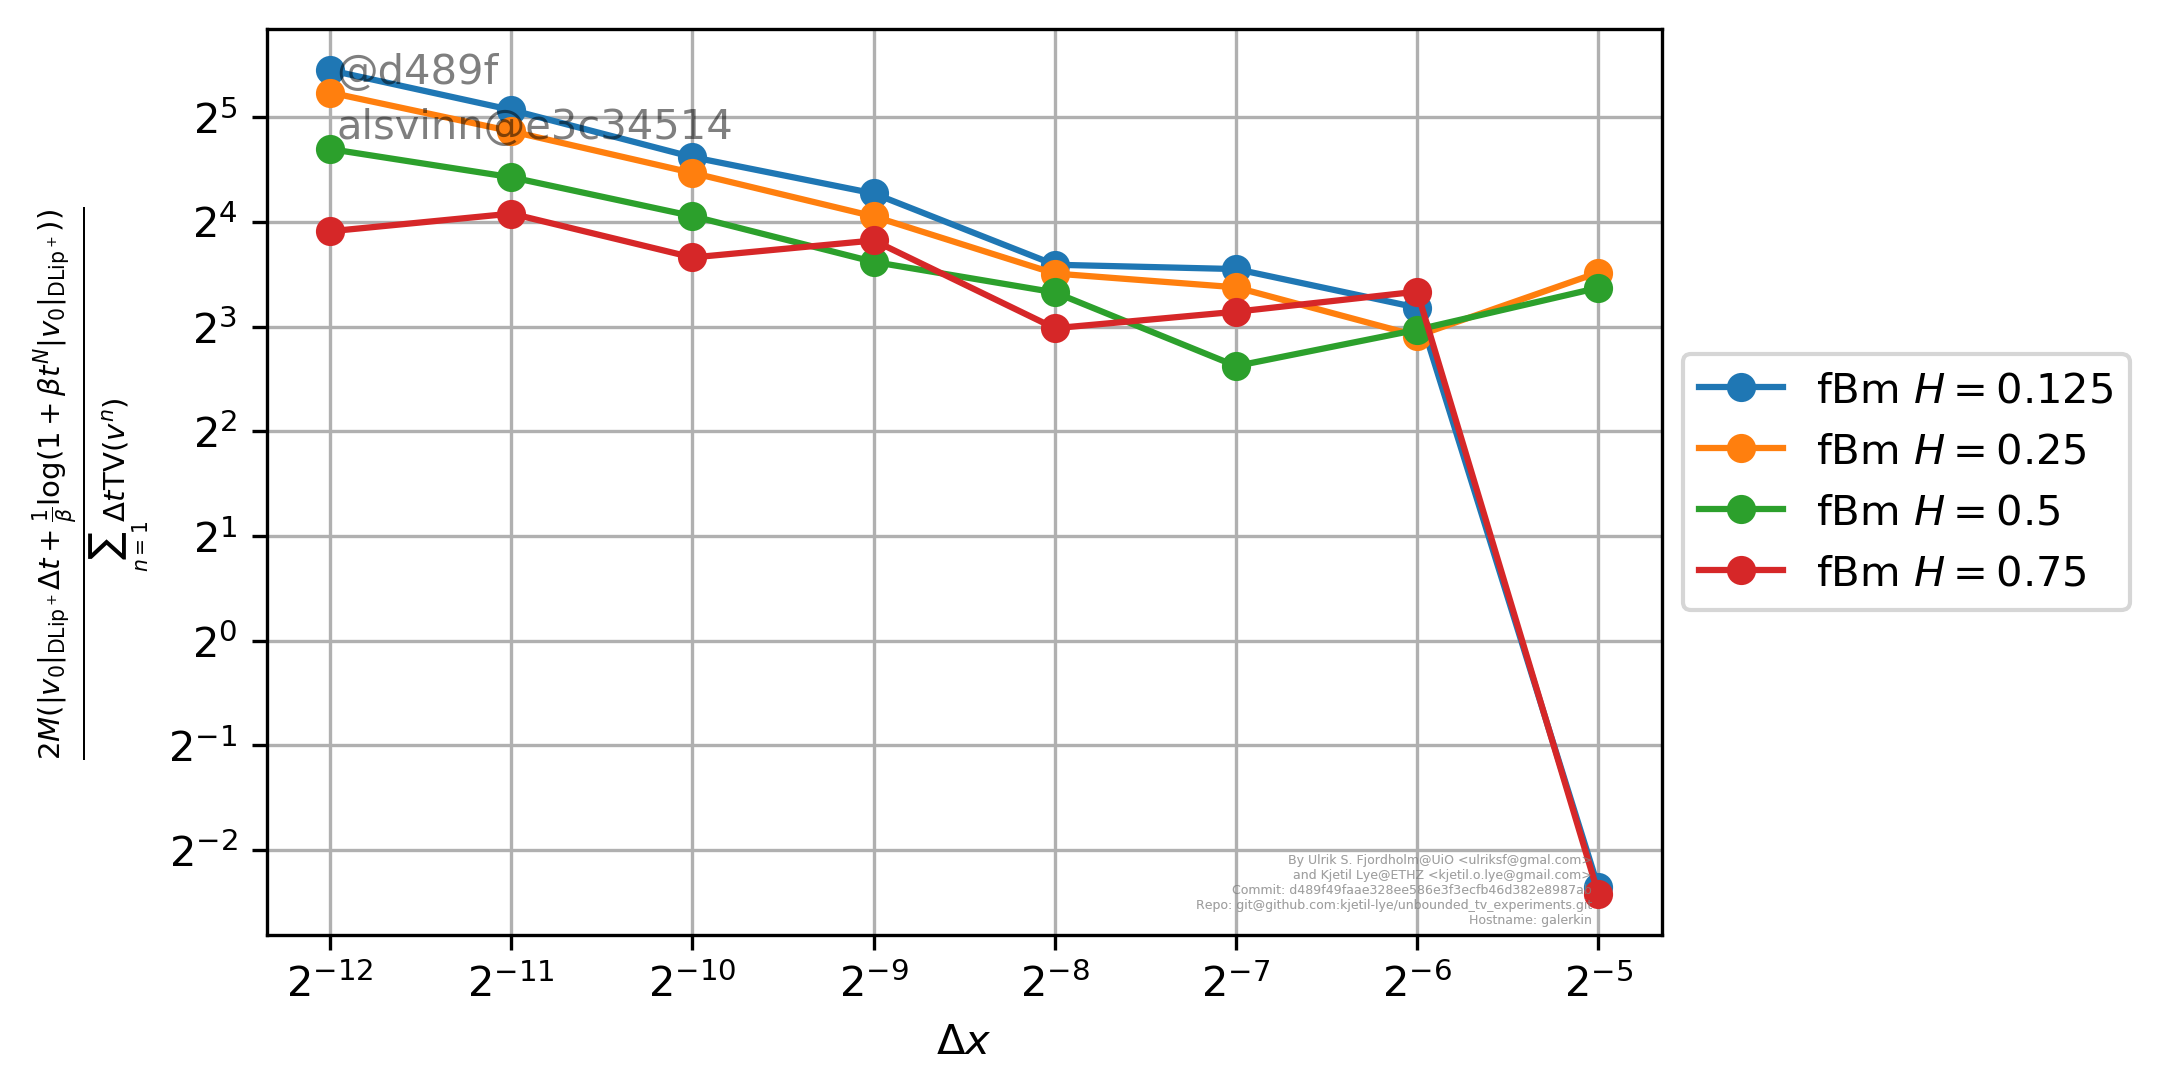 @d489f
alsvinn@e3c34514
2^5
2^4
2^3
2^2
2^1
2^0
2^{-1}
2^{-2}
2M(|v_0|_{DLip^+}Δt + \frac{1}{β}log(1 + βt^N|v_0|_{DLip^+}))
∑_{n=1} ΔtTV(v^n)
fBm H = 0.125
fBm H = 0.25
fBm H = 0.5
fBm H = 0.75
By Ulrik S. Fjordholm@UiO <ulriksf@gmal.com>
and Kjetil Lye@ETHZ <kjetil.o.lye@gmail.com>
Commit: d489f49faae328ee586e3f3ecfb46d382e8987a
Repo: git@github.com:kjetil-lye/unbounded_tv_experiments.git
Hostname: galerkin
2^{-12} 2^{-11} 2^{-10} 2^{-9} 2^{-8} 2^{-7} 2^{-6} 2^{-5}
Δx